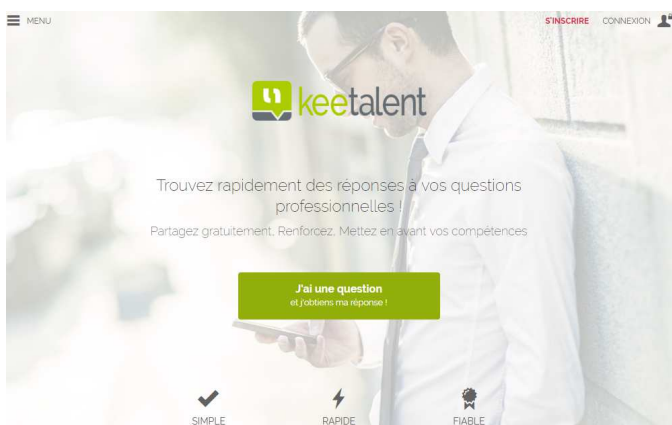 MENU
S'INSCRIRE CONNEXION
keetalent
Trouvez rapidement des réponses à vos questions
professionnelles !
Partagez gratuitement, Renforcez, Mettez en avant vos compétences
J'ai une question
et j'obtiens ma réponse !
SIMPLE RAPIDE FIABLE